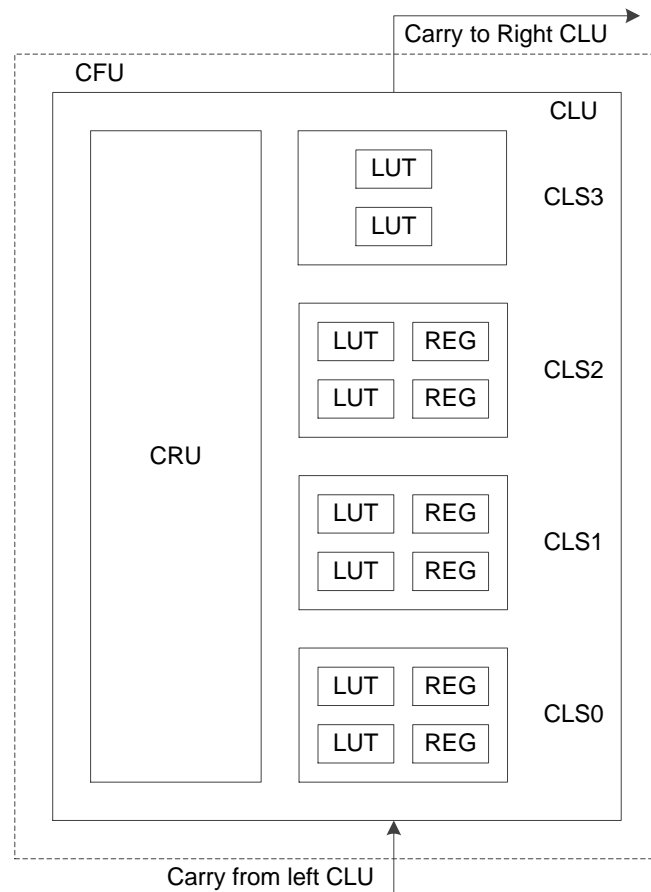 Carry to Right CLU
CFU
CLU
LUT
LUT
CLS3
LUT REG
LUT REG
CLS2
CRU
LUT REG
LUT REG
CLS1
LUT REG
LUT REG
CLS0
Carry from left CLU